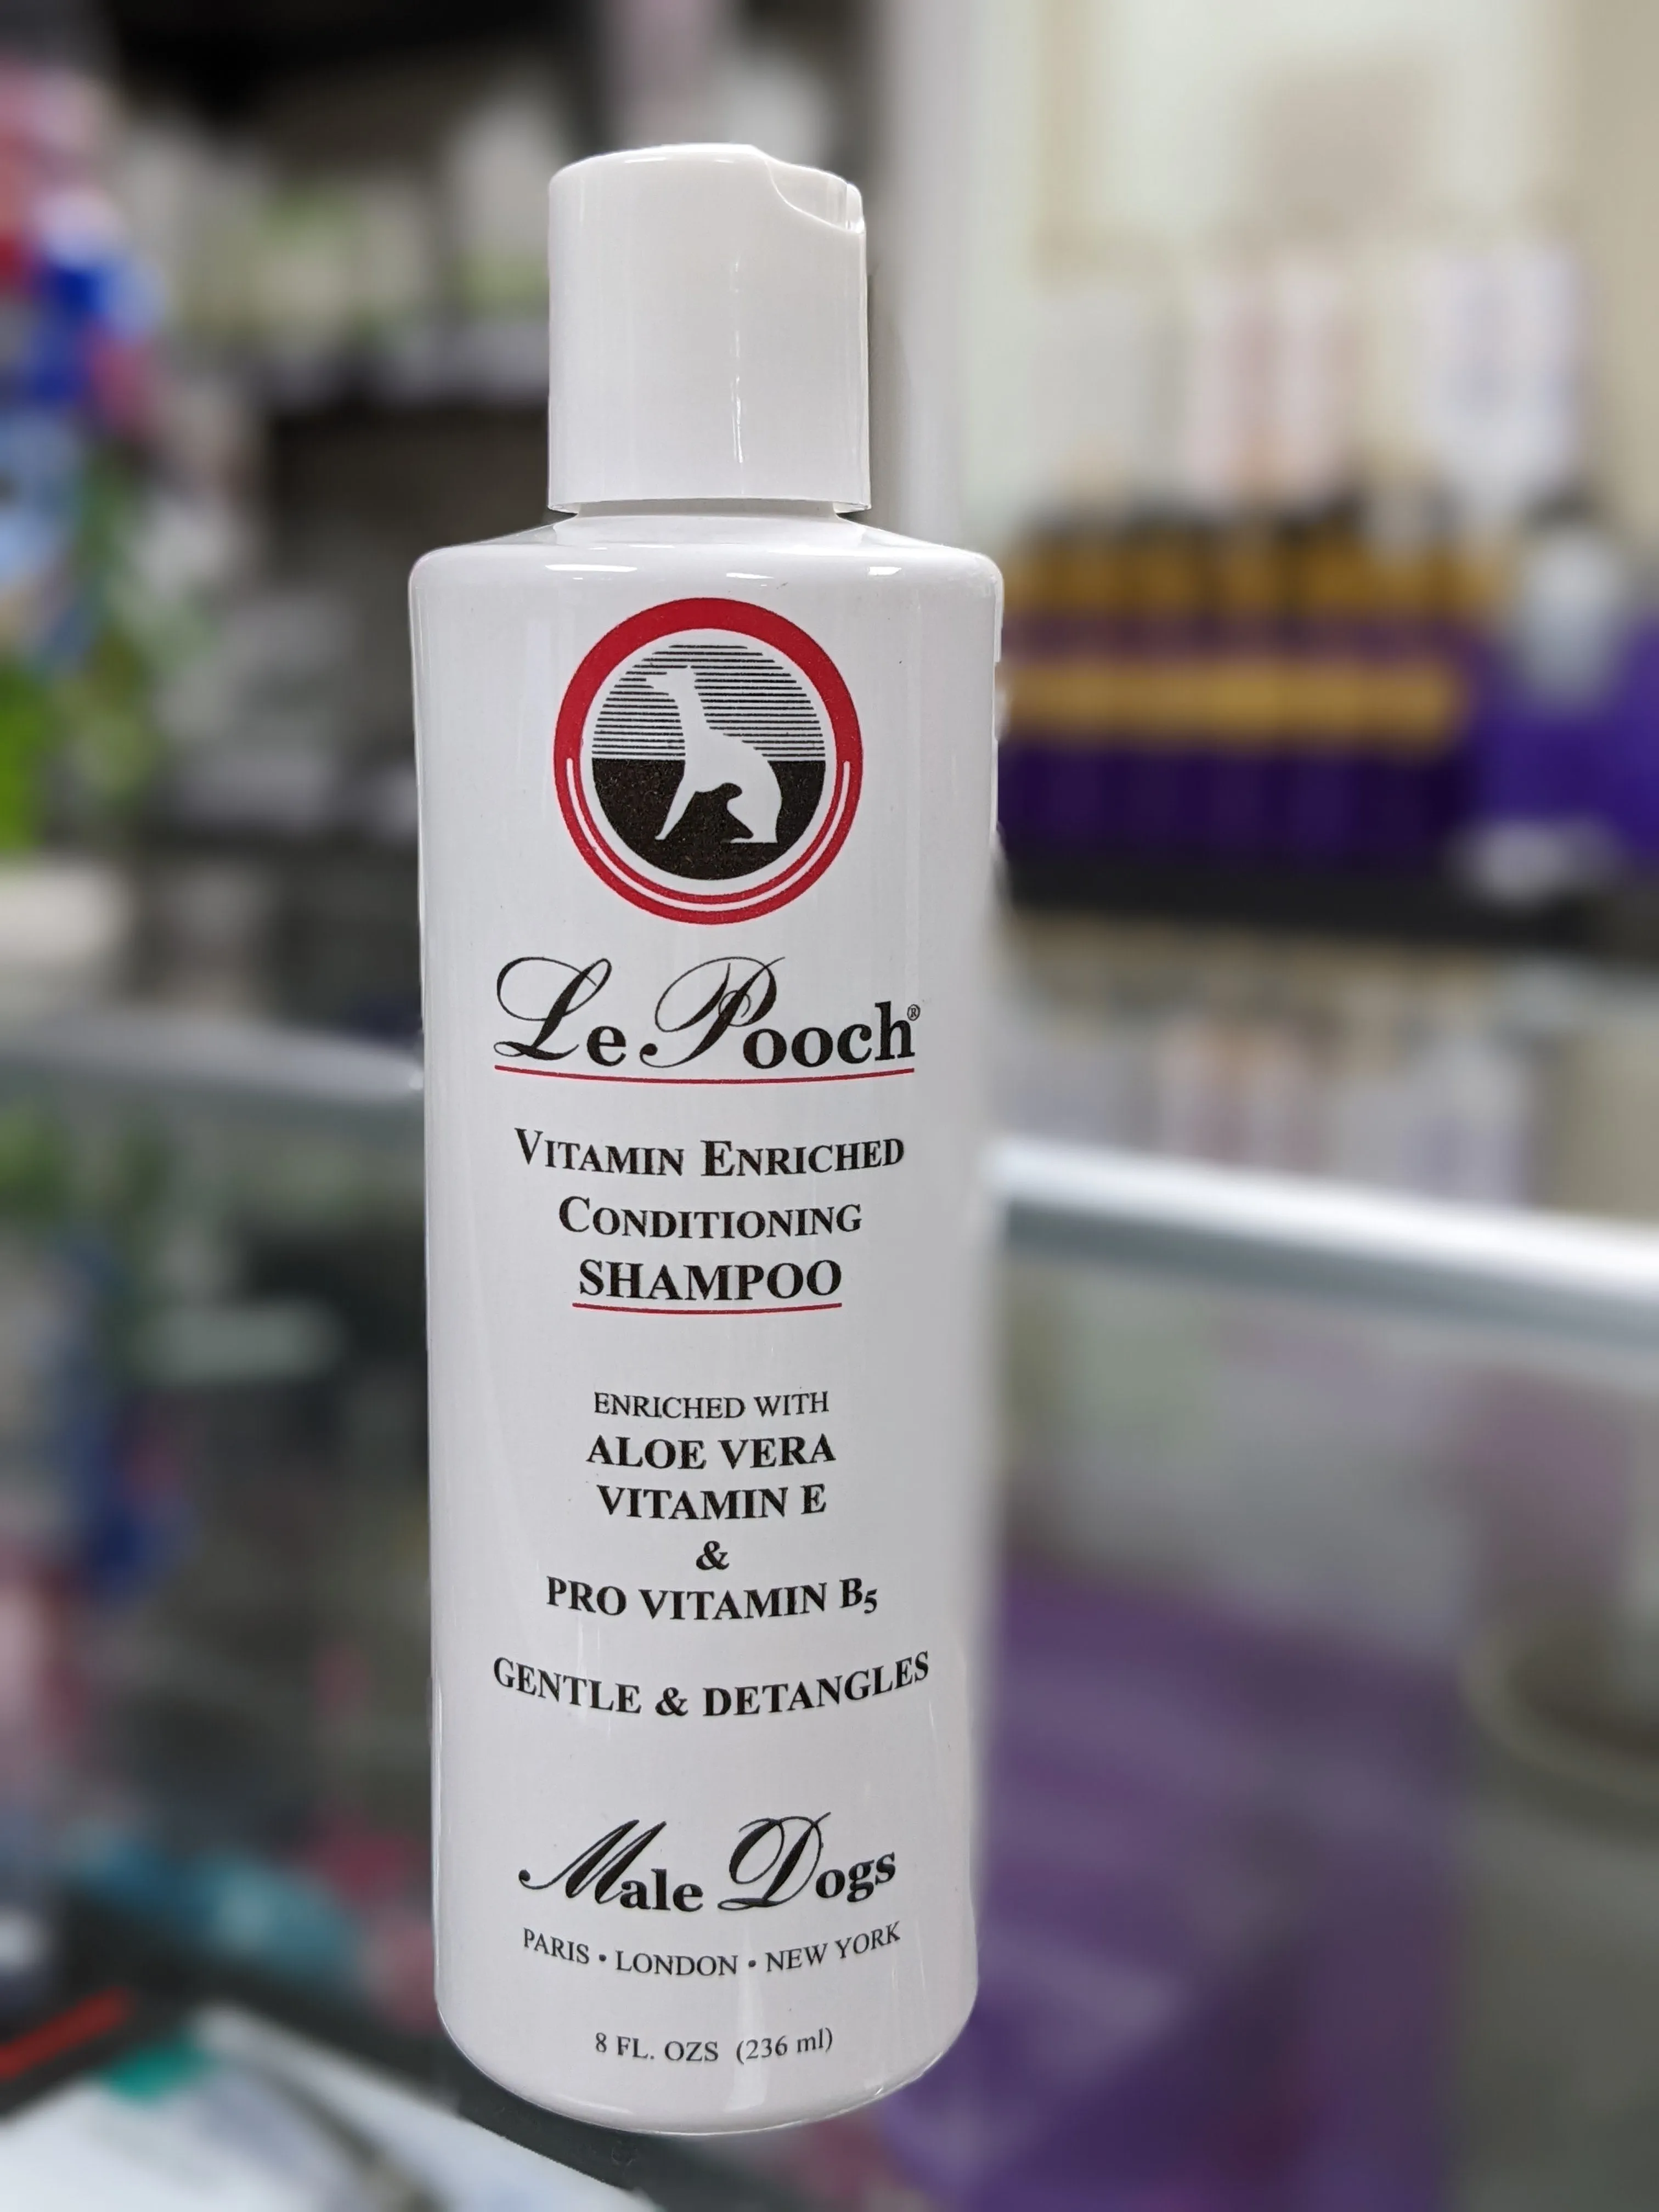 Le Pooch®
VITAMIN ENRICHED
CONDITIONING
SHAMPOO
ENRICHED WITH
ALOE VERA
VITAMIN E
&
PRO VITAMIN B5
GENTLE & DETANGLES
Male Dogs
PARIS • LONDON • NEW YORK
8 FL. OZS (236 ml)